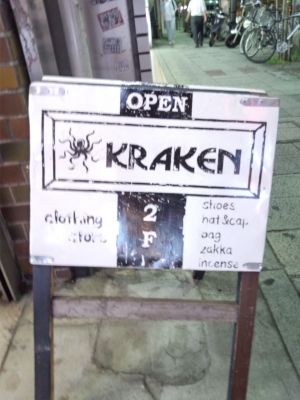 OPEN
KRAKEN
clothing
store
2
F
shoes
hat&cap
bag
zakka
incense